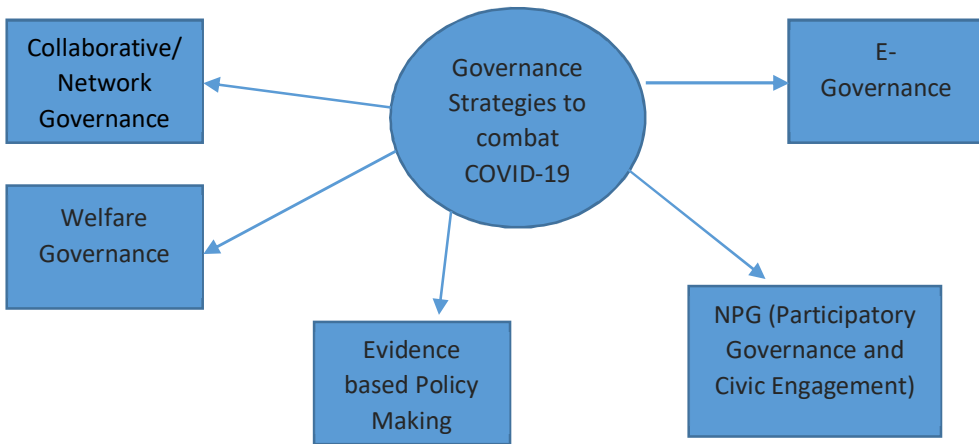 Collaborative/
Network
Governance
Governance
Strategies to
combat
COVID-19
E-
Governance
Welfare
Governance
Evidence
based Policy
Making
NPG (Participatory
Governance and
Civic Engagement)